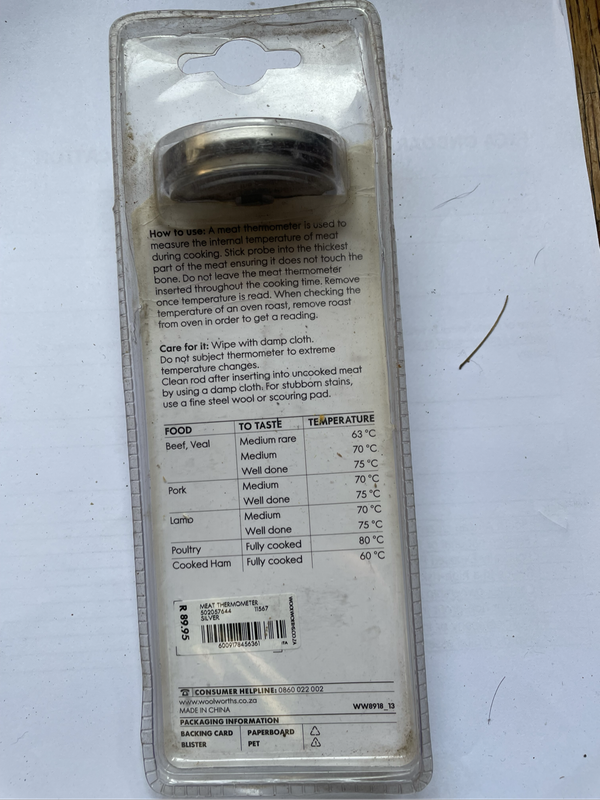 How to use: A meat thermometer is used to
measure the internal temperature of meat
during cooking. Stick probe into the thickest
part of the meat ensuring it does not touch the
bone. Do not leave the meat thermometer
inserted throughout the cooking time. Remove
once temperature is read. When checking the
temperature of an oven roast, remove roast
from oven in order to get a reading.
Care for it: Wipe with damp cloth.
Do not subject thermometer to extreme
temperature changes.
Clean rod after inserting into uncooked meat
by using a damp cloth. For stubborn stains,
use a fine steel wool or scouring pad.
FOOD TO TASTE TEMPERATURE
Beef, Veal Medium rare 63 °C
Medium 70 °C
Well done 75 °C
Pork Medium 70 °C
Well done 75 °C
Lamb Medium 70 °C
Well done 75 °C
Poultry Fully cooked 80 °C
Cooked Ham Fully cooked 60 °C
R 89.95
MEAT THERMOMETER
502057644 11567
SILVER
6009178456361
WOOLWORTHS.CO.ZA
CONSUMER HELPLINE: 0860 022 002
www.woolworths.co.za
MADE IN CHINA WW8918_13
PACKAGING INFORMATION
BACKING CARD PAPERBOARD
BLISTER PET